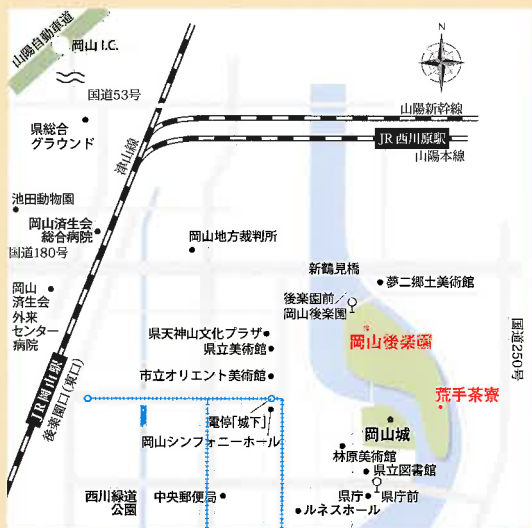 山陽自動車道
岡山 I.C.
国道53号
N
県総合
グラウンド
津山線
山陽新幹線
JR 西川原駅
山陽本線
池田動物園
岡山済生会
総合病院
国道180号
岡山地方裁判所
新鶴見橋
夢二郷土美術館
岡山
済生会
外来
センター
病院
後楽園前／
岡山後楽園
県天神山文化プラザ
県立美術館
岡山後楽園
国道250号
JR 岡山駅
後楽園口(東口)
市立オリエント美術館
荒手茶寮
電停「城下」
岡山シンフォニーホール
岡山城
林原美術館
県立図書館
西川緑道
公園
中央郵便局
県庁
県庁前
ルネスホール